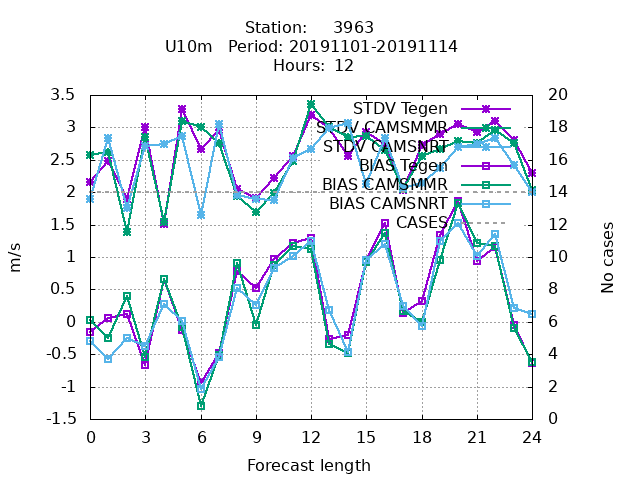 Station: 3963
U10m Period: 20191101-20191114
Hours: 12
3.5
3
2.5
2
1.5
1
0.5
0
-0.5
-1
-1.5
m/s
STDV Tegen
STDV CAMSMMR
STDV CAMSNRT
BIAS Tegen
BIAS CAMSMMR
BIAS CAMSNRT
CASES
20
18
16
14
12
10
8
6
4
2
0
No cases
0 3 6 9 12 15 18 21 24
Forecast length